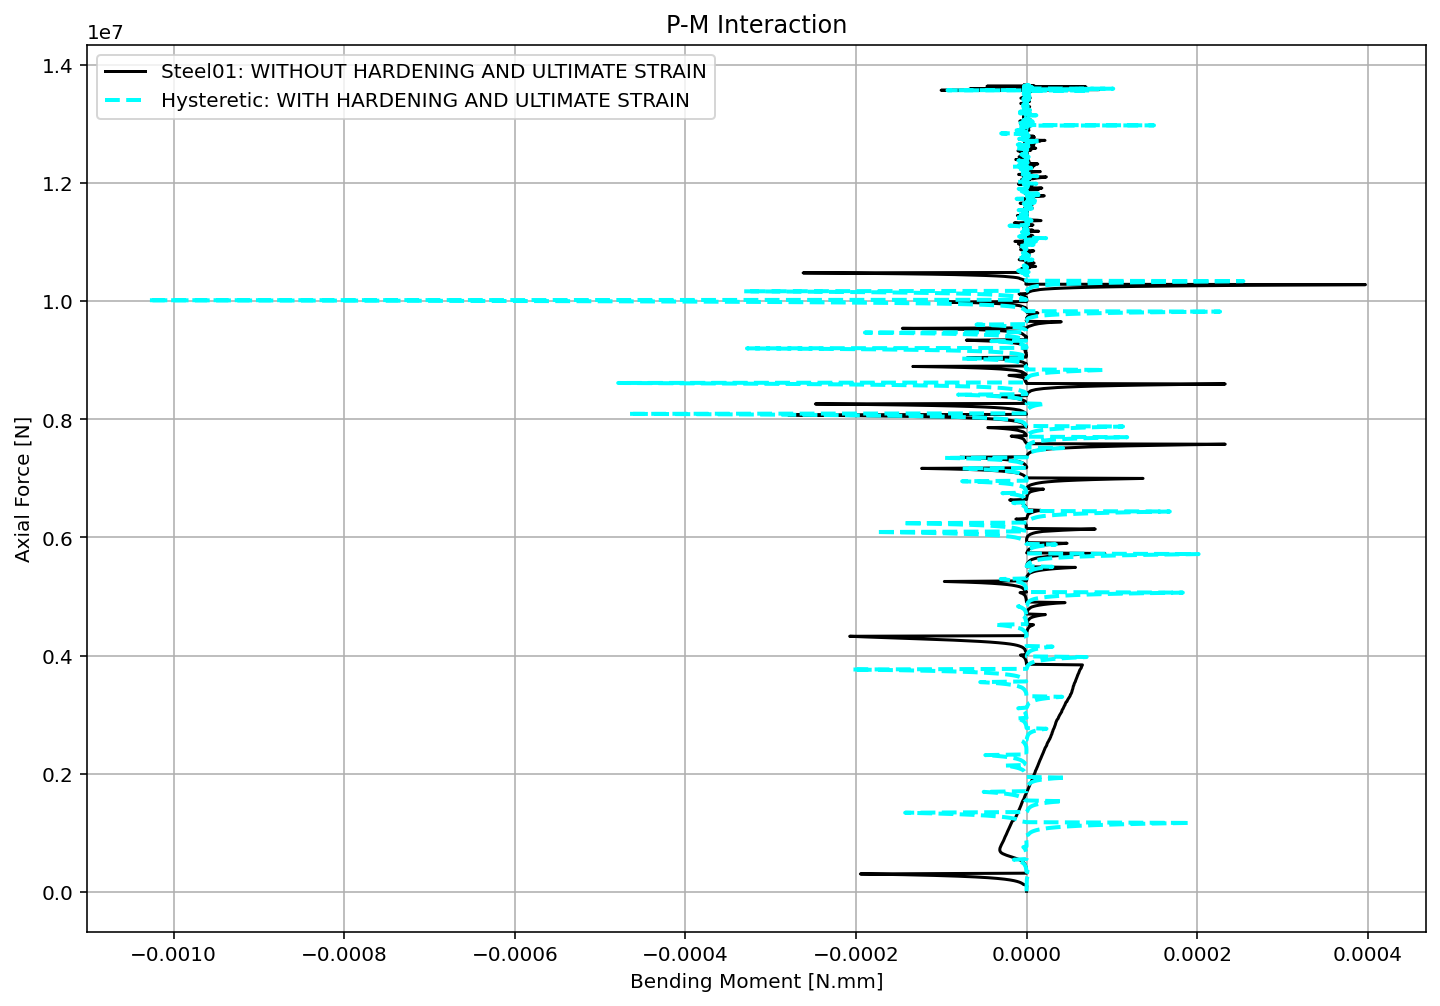 P-M Interaction
1e7
Steel01: WITHOUT HARDENING AND ULTIMATE STRAIN
Hysteretic: WITH HARDENING AND ULTIMATE STRAIN
1.4
1.2
1.0
0.8
0.6
0.4
0.2
0.0
Axial Force [N]
−0.0010 −0.0008 −0.0006 −0.0004 −0.0002 0.0000 0.0002 0.0004
Bending Moment [N.mm]